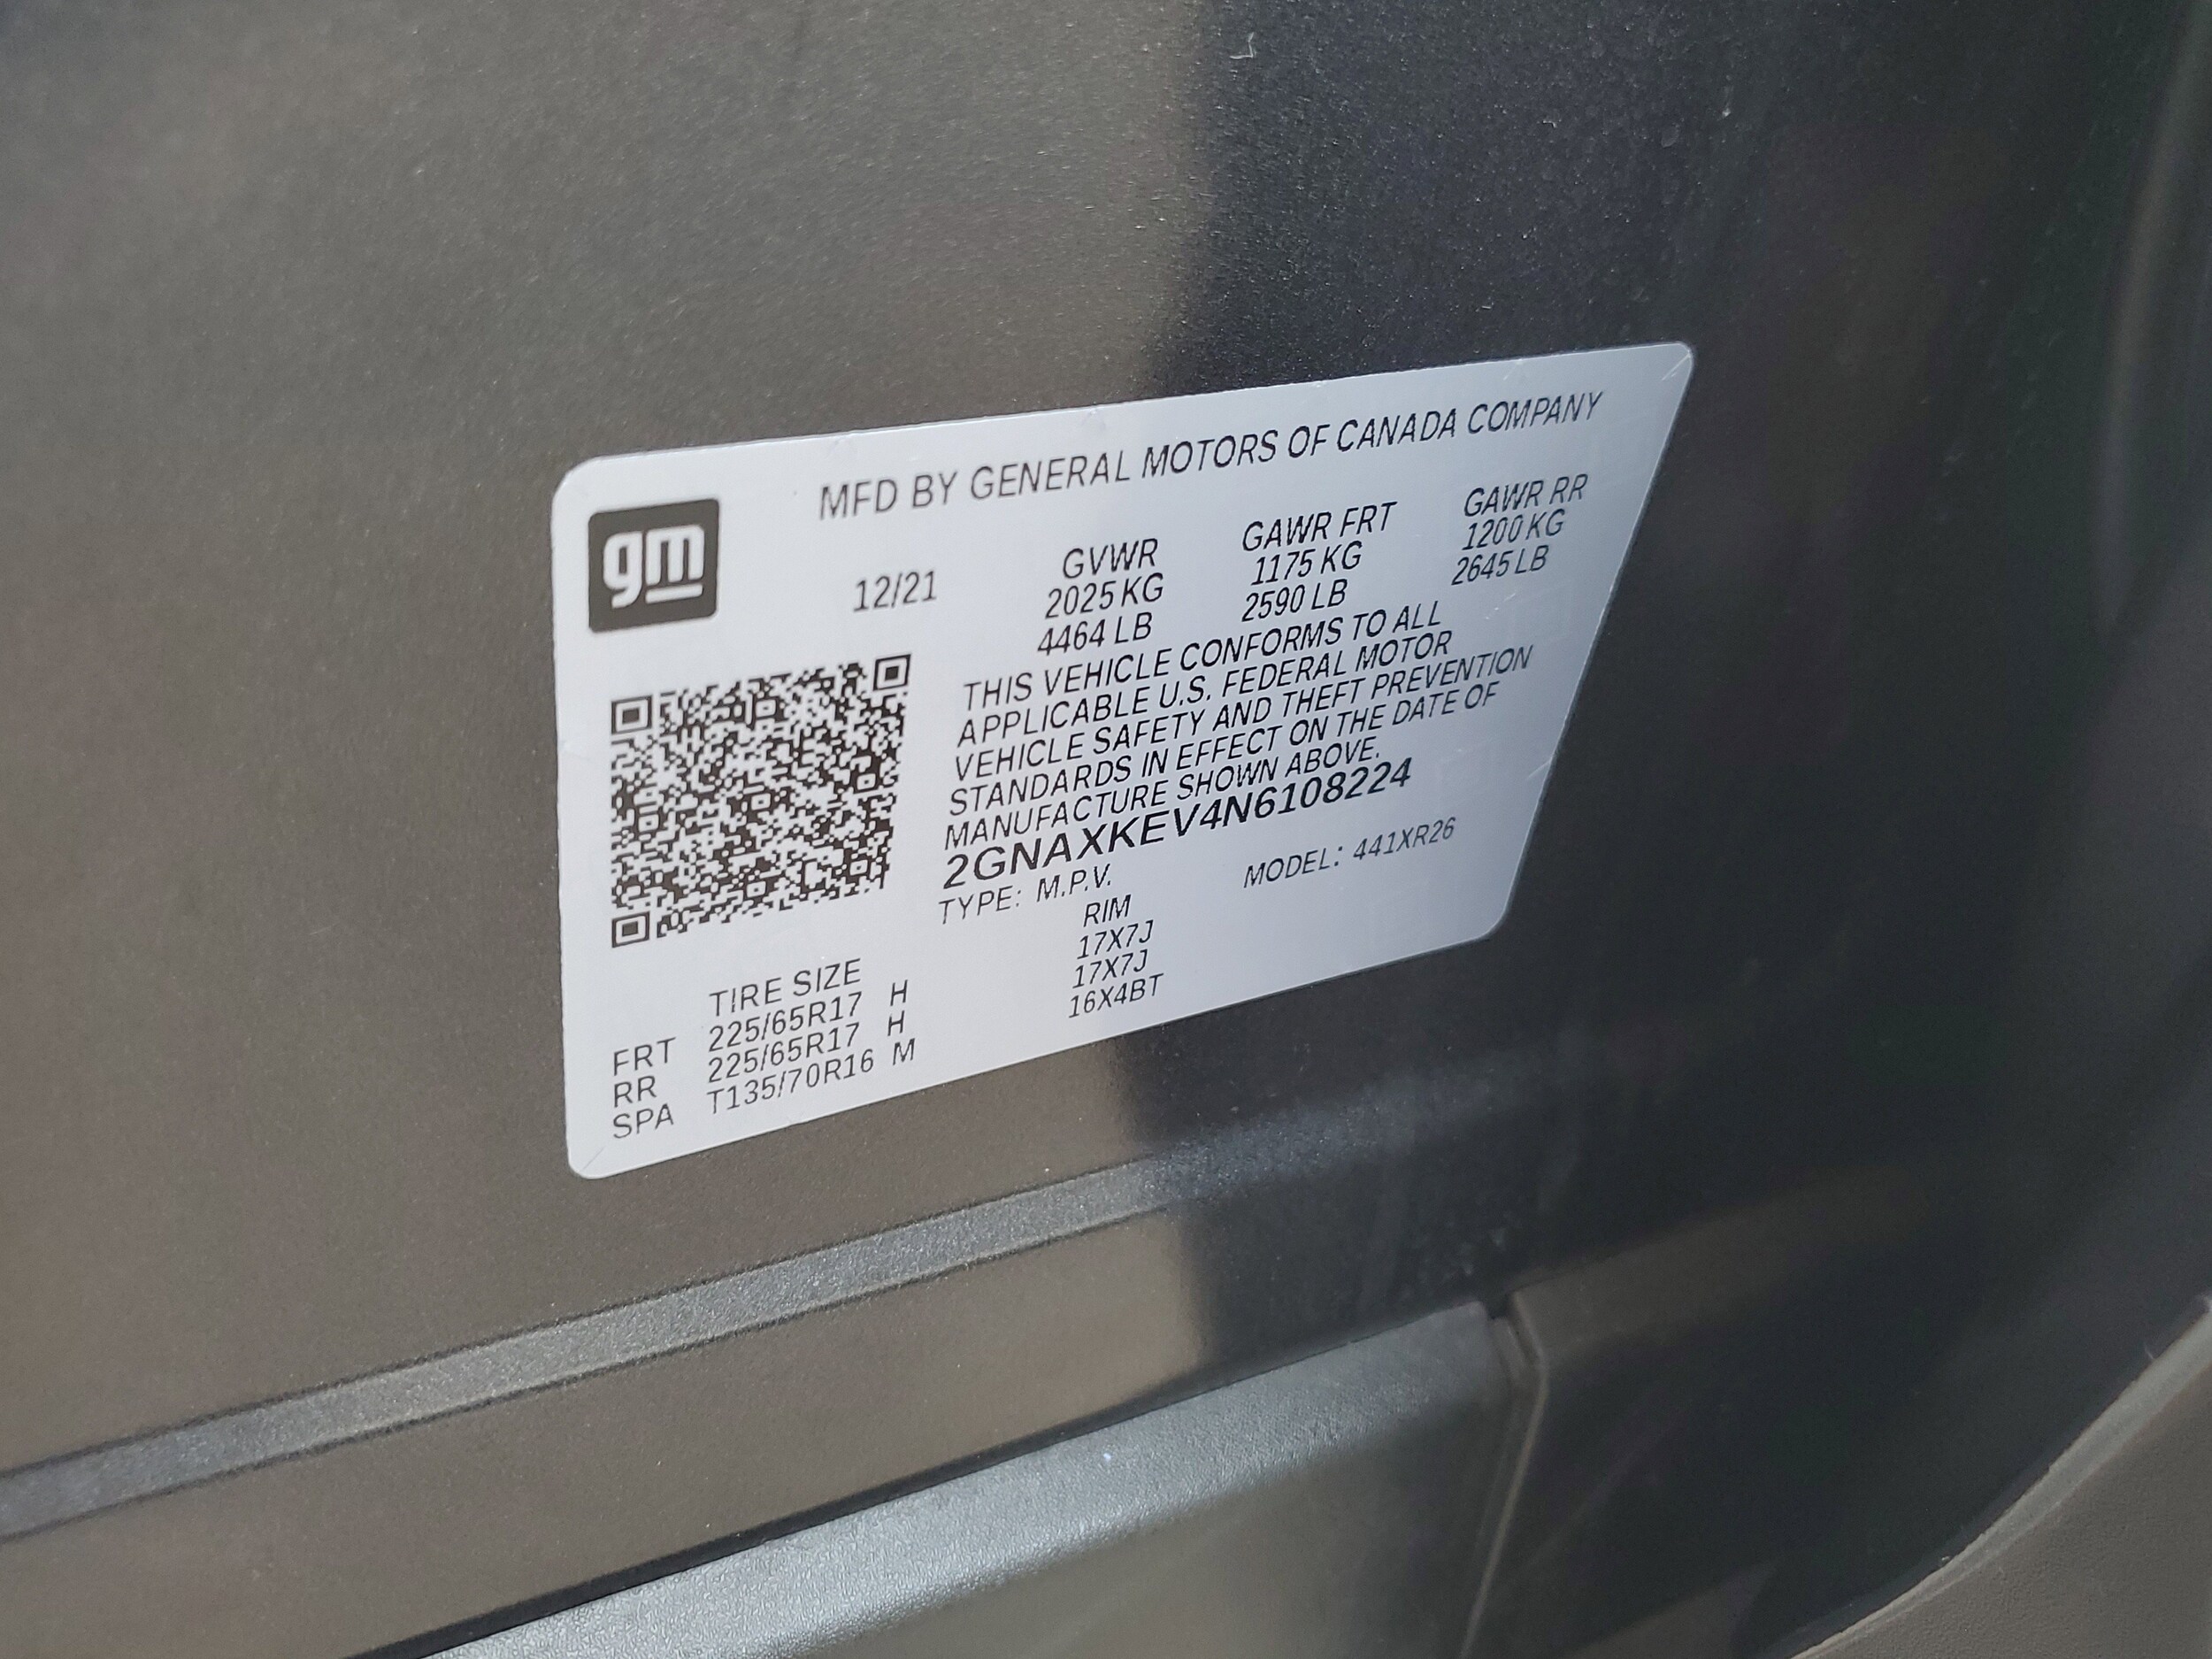 gm
MFD BY GENERAL MOTORS OF CANADA COMPANY
12/21
GVWR GAWR FRT GAWR RR
2025 KG 1175 KG 1200 KG
4464 LB 2590 LB 2645 LB
THIS VEHICLE CONFORMS TO ALL
APPLICABLE U.S. FEDERAL MOTOR
VEHICLE SAFETY AND THEFT PREVENTION
STANDARDS IN EFFECT ON THE DATE OF
MANUFACTURE SHOWN ABOVE.
2GNAXKEV4N6108224
TYPE: M.P.V. MODEL: 441XR26
TIRE SIZE RIM
FRT 225/65R17 H 17X7J
RR 225/65R17 H 17X7J
SPA T135/70R16 M 16X4BT